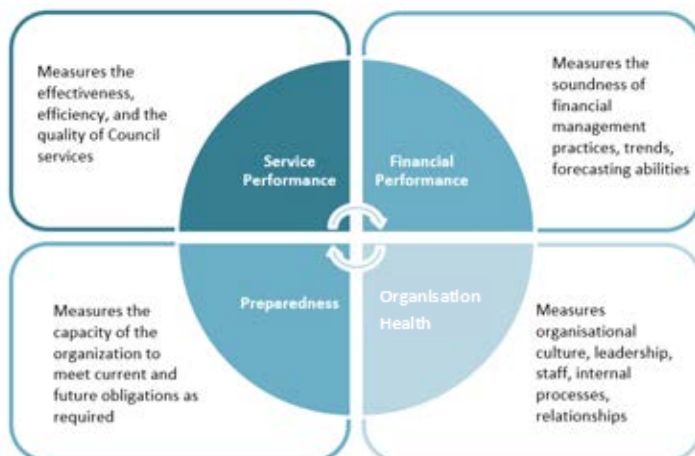 Measures the
effectiveness,
efficiency, and the
quality of Council
services
Service
Performance
Financial
Performance
Measures the
soundness of
financial
management
practices, trends,
forecasting abilities
Measures the
capacity of the
organization to
meet current and
future obligations as
required
Preparedness
Organisation
Health
Measures
organisational
culture, leadership,
staff, internal
processes,
relationships